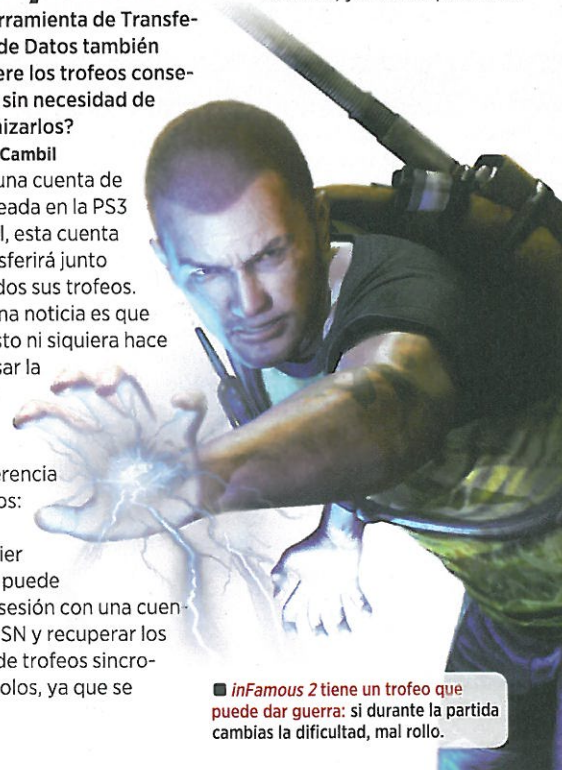 rramienta de Transfe-
de Datos también
ere los trofeos conse-
sin necesidad de
nizarlos?
Cambil
una cuenta de
eada en la PS3
l, esta cuenta
sferirá junto
dos sus trofeos.
na noticia es que
sto ni siquiera hace
sar la
erencia
os:
ier
puede
sesión con una cuen-
SN y recuperar los
de trofeos sincro-
olos, ya que se
inFamous 2 tiene un trofeo que
puede dar guerra: si durante la partida
cambias la dificultad, mal rollo.